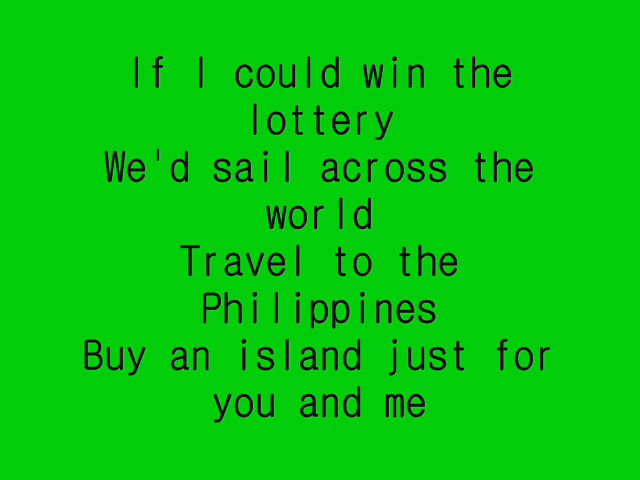 If I could win the
lottery
We'd sail across the
world
Travel to the
Philippines
Buy an island just for
you and me